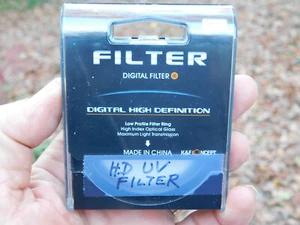 FILTER
DIGITAL FILTER
DIGITAL HIGH DEFINITION
Low Profile Filter Ring
High Index Optical Glass
Maximum Light Transmission
MADE IN CHINA K&F CONCEPT
H.D UV
FILTER